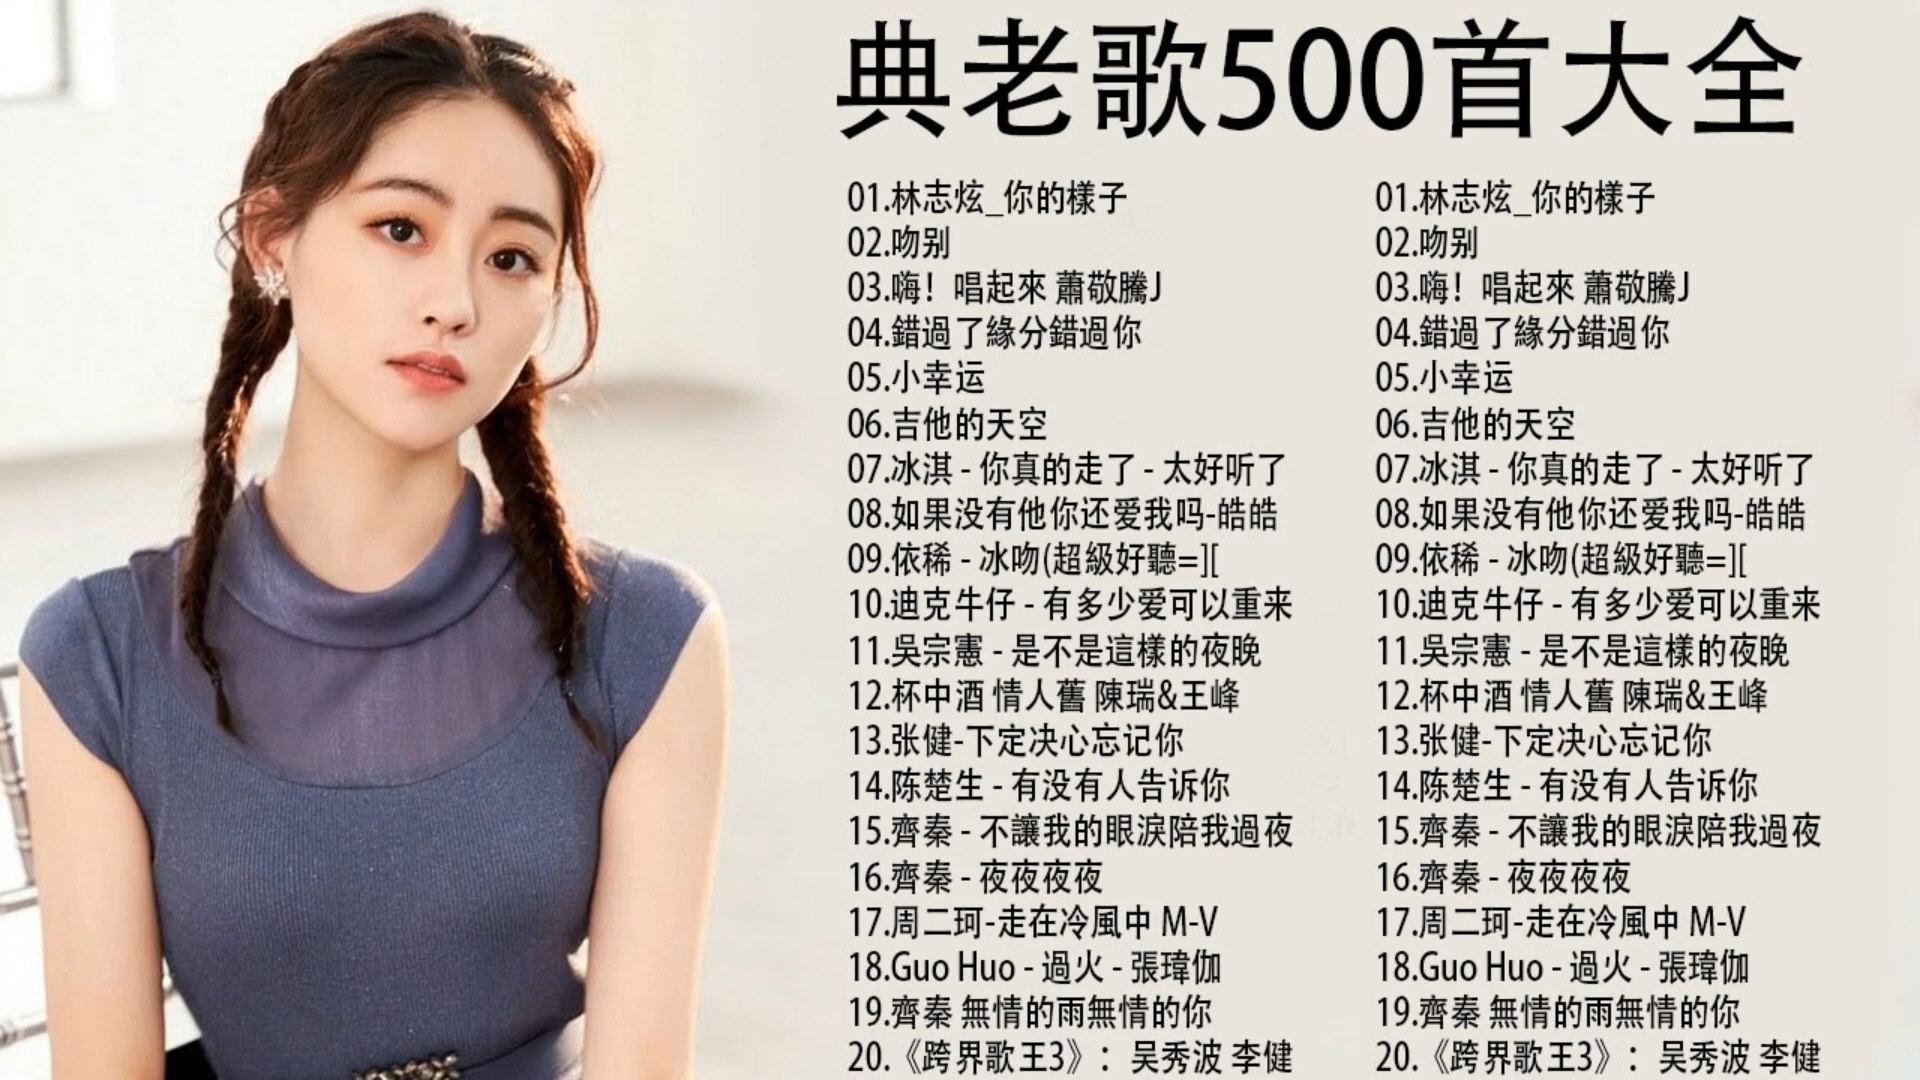 典老歌500首大全
01.林志炫_你的樣子
02.吻别
03.嗨！唱起來 蕭敬騰J
04.錯過了緣分錯過你
05.小幸运
06.吉他的天空
07.冰淇 - 你真的走了 - 太好听了
08.如果没有他你还爱我吗-皓皓
09.依稀 - 冰吻(超級好聽=][
10.迪克牛仔 - 有多少爱可以重来
11.吳宗憲 - 是不是這樣的夜晚
12.杯中酒 情人舊 陳瑞&王峰
13.张健-下定决心忘记你
14.陈楚生 - 有没有人告诉你
15.齊秦 - 不讓我的眼淚陪我過夜
16.齊秦 - 夜夜夜夜
17.周二珂-走在冷風中 M-V
18.Guo Huo - 過火 - 張瑋伽
19.齊秦 無情的雨無情的你
20.《跨界歌王3》：吴秀波 李健
01.林志炫_你的樣子
02.吻别
03.嗨！唱起來 蕭敬騰J
04.錯過了緣分錯過你
05.小幸运
06.吉他的天空
07.冰淇 - 你真的走了 - 太好听了
08.如果没有他你还爱我吗-皓皓
09.依稀 - 冰吻(超級好聽=][
10.迪克牛仔 - 有多少爱可以重来
11.吳宗憲 - 是不是這樣的夜晚
12.杯中酒 情人舊 陳瑞&王峰
13.张健-下定决心忘记你
14.陈楚生 - 有没有人告诉你
15.齊秦 - 不讓我的眼淚陪我過夜
16.齊秦 - 夜夜夜夜
17.周二珂-走在冷風中 M-V
18.Guo Huo - 過火 - 張瑋伽
19.齊秦 無情的雨無情的你
20.《跨界歌王3》：吴秀波 李健